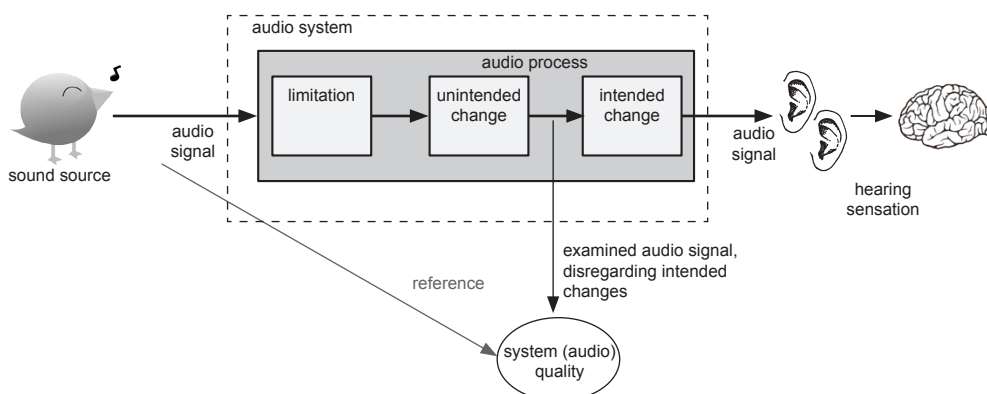 audio system
audio process
limitation
unintended
change
intended
change
audio
signal
audio
signal
sound source
hearing
sensation
examined audio signal,
disregarding intended
changes
reference
system (audio)
quality